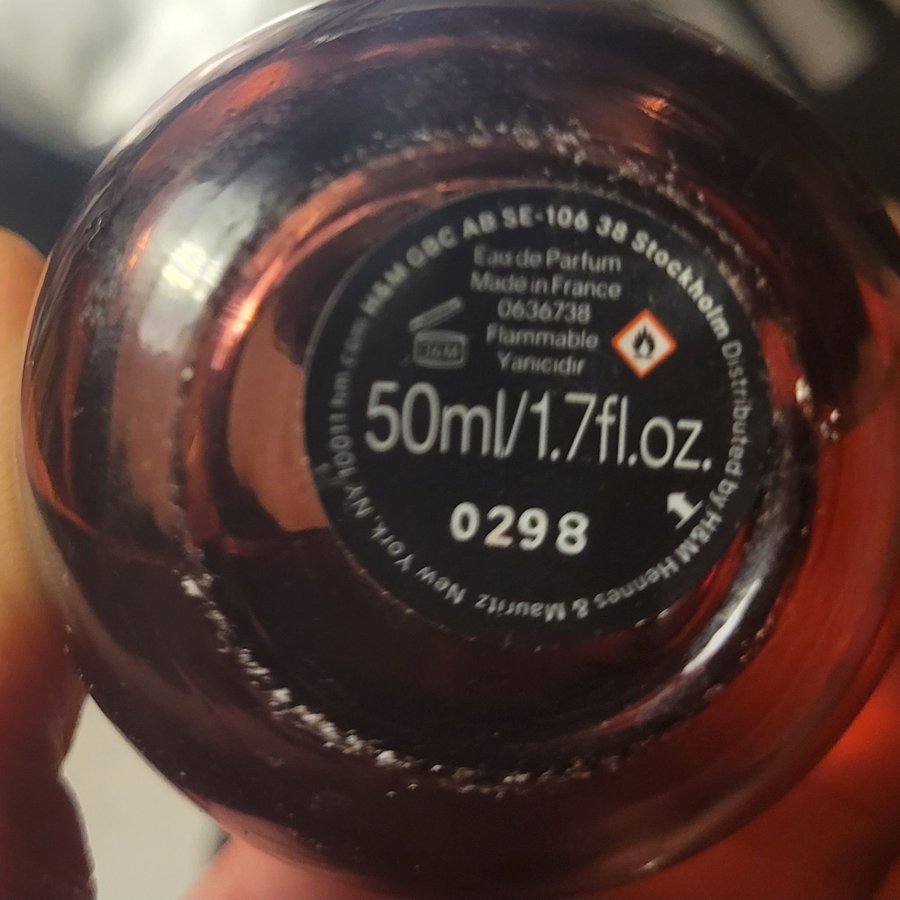 H&M GBC AB SE-106 38 Stockholm Distributed by H&M Hennes & Mauritz New York, NY 10011 hm.com
Eau de Parfum
Made in France
0636738
Flammable
Yanıcıdır
36M
50ml/1.7fl.oz.
0298